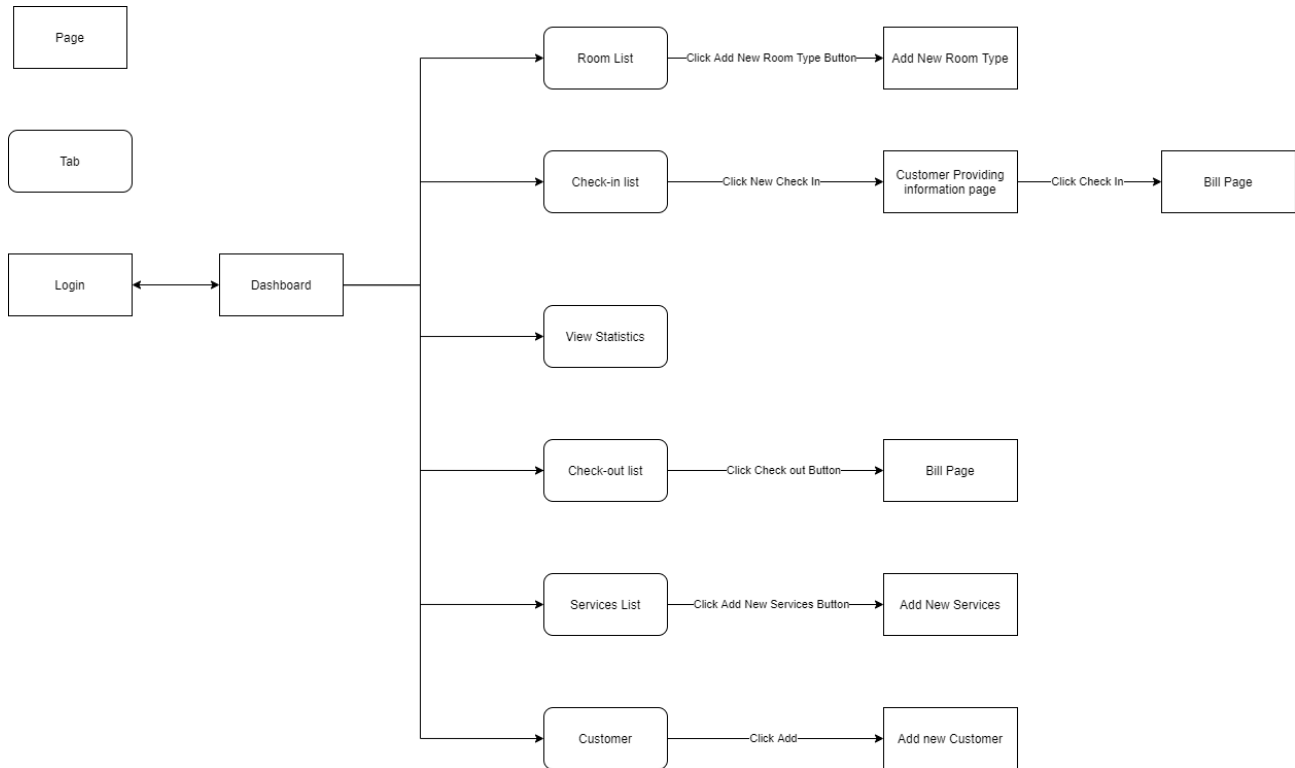 Page
Room List
Click Add New Room Type Button
Add New Room Type
Tab
Check-in list
Click New Check In
Customer Providing
information page
Click Check In
Bill Page
Login
Dashboard
View Statistics
Check-out list
Click Check out Button
Bill Page
Services List
Click Add New Services Button
Add New Services
Customer
Click Add
Add new Customer